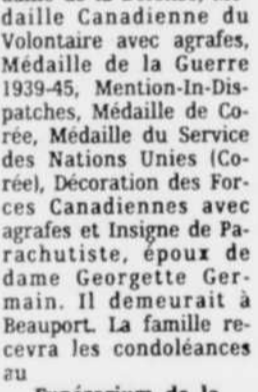 daille Canadienne du
Volontaire avec agrafes,
Médaille de la Guerre
1939-45, Mention-In-Dis-
patches, Médaille de Co-
rée, Médaille du Service
des Nations Unies (Co-
rée), Décoration des For-
ces Canadiennes avec
agrafes et Insigne de Pa-
rachutiste, époux de
dame Georgette Ger-
main. Il demeurait à
Beauport. La famille re-
cevra les condoléances
au